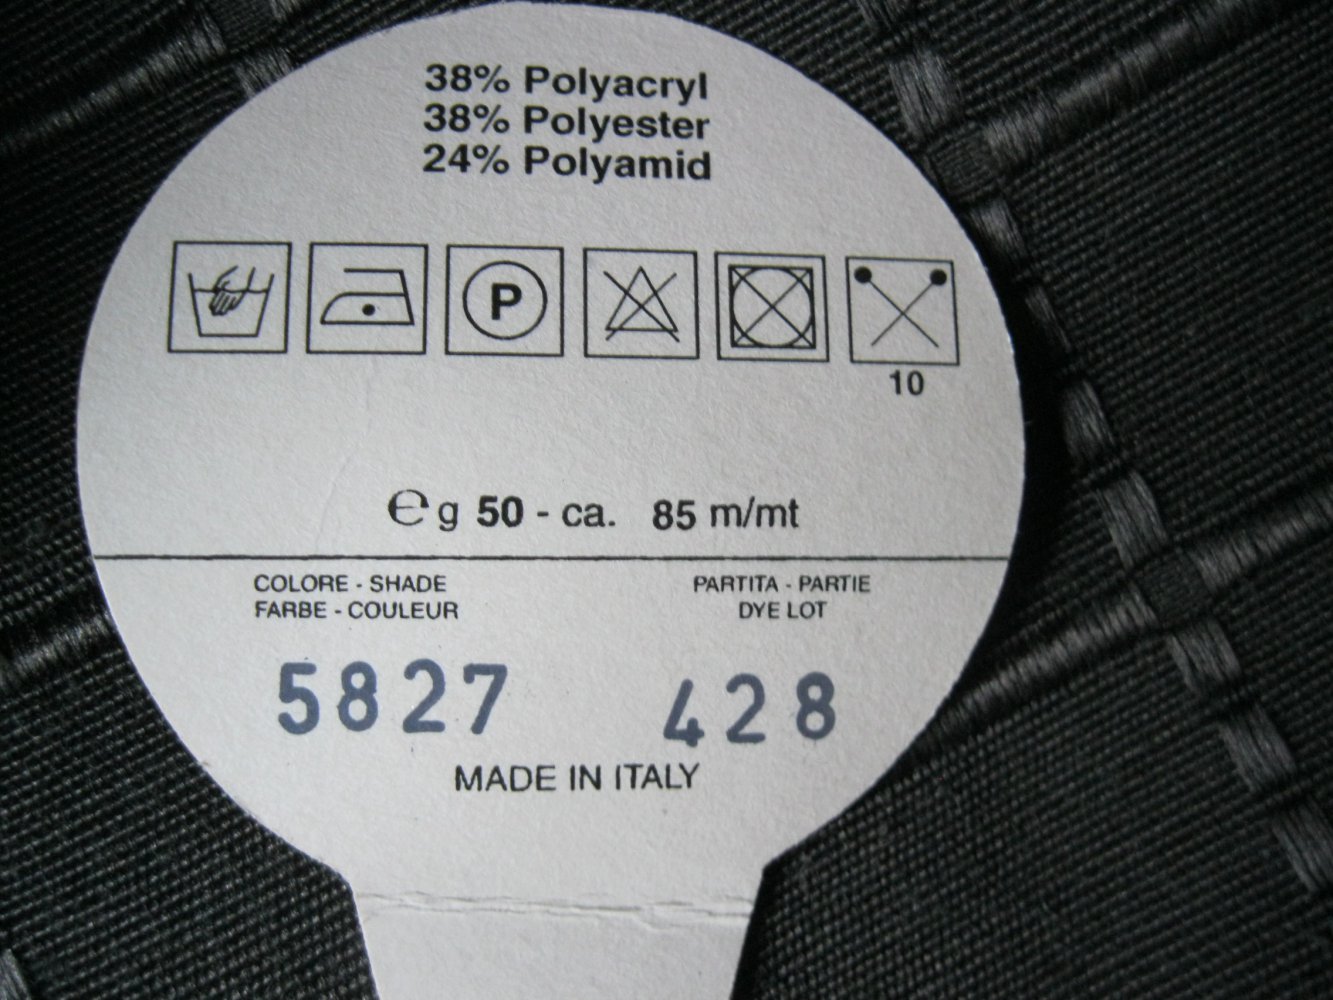 38% Polyacryl
38% Polyester
24% Polyamid
P
10
℮ g 50 - ca. 85 m/mt
COLORE - SHADE
FARBE - COULEUR
PARTITA - PARTIE
DYE LOT
5827
428
MADE IN ITALY